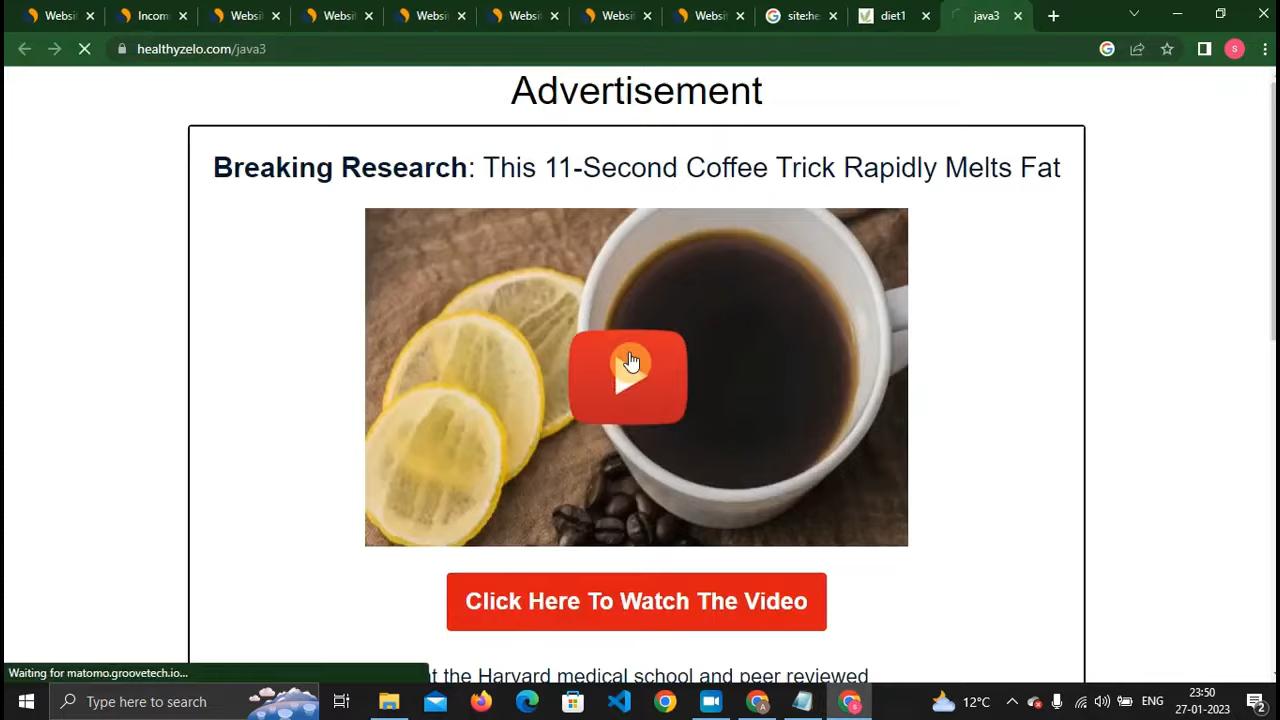 Websi
Incom
Websi
Websi
Websi
Websi
Websi
Websi
site:he
diet1
java3
healthyzelo.com/java3
S
Advertisement
Breaking Research: This 11-Second Coffee Trick Rapidly Melts Fat
Click Here To Watch The Video
t the Harvard medical school and peer reviewed
Waiting for matomo.groovetech.io...
Type here to search
12°C
ENG
23:50
27-01-2023
2